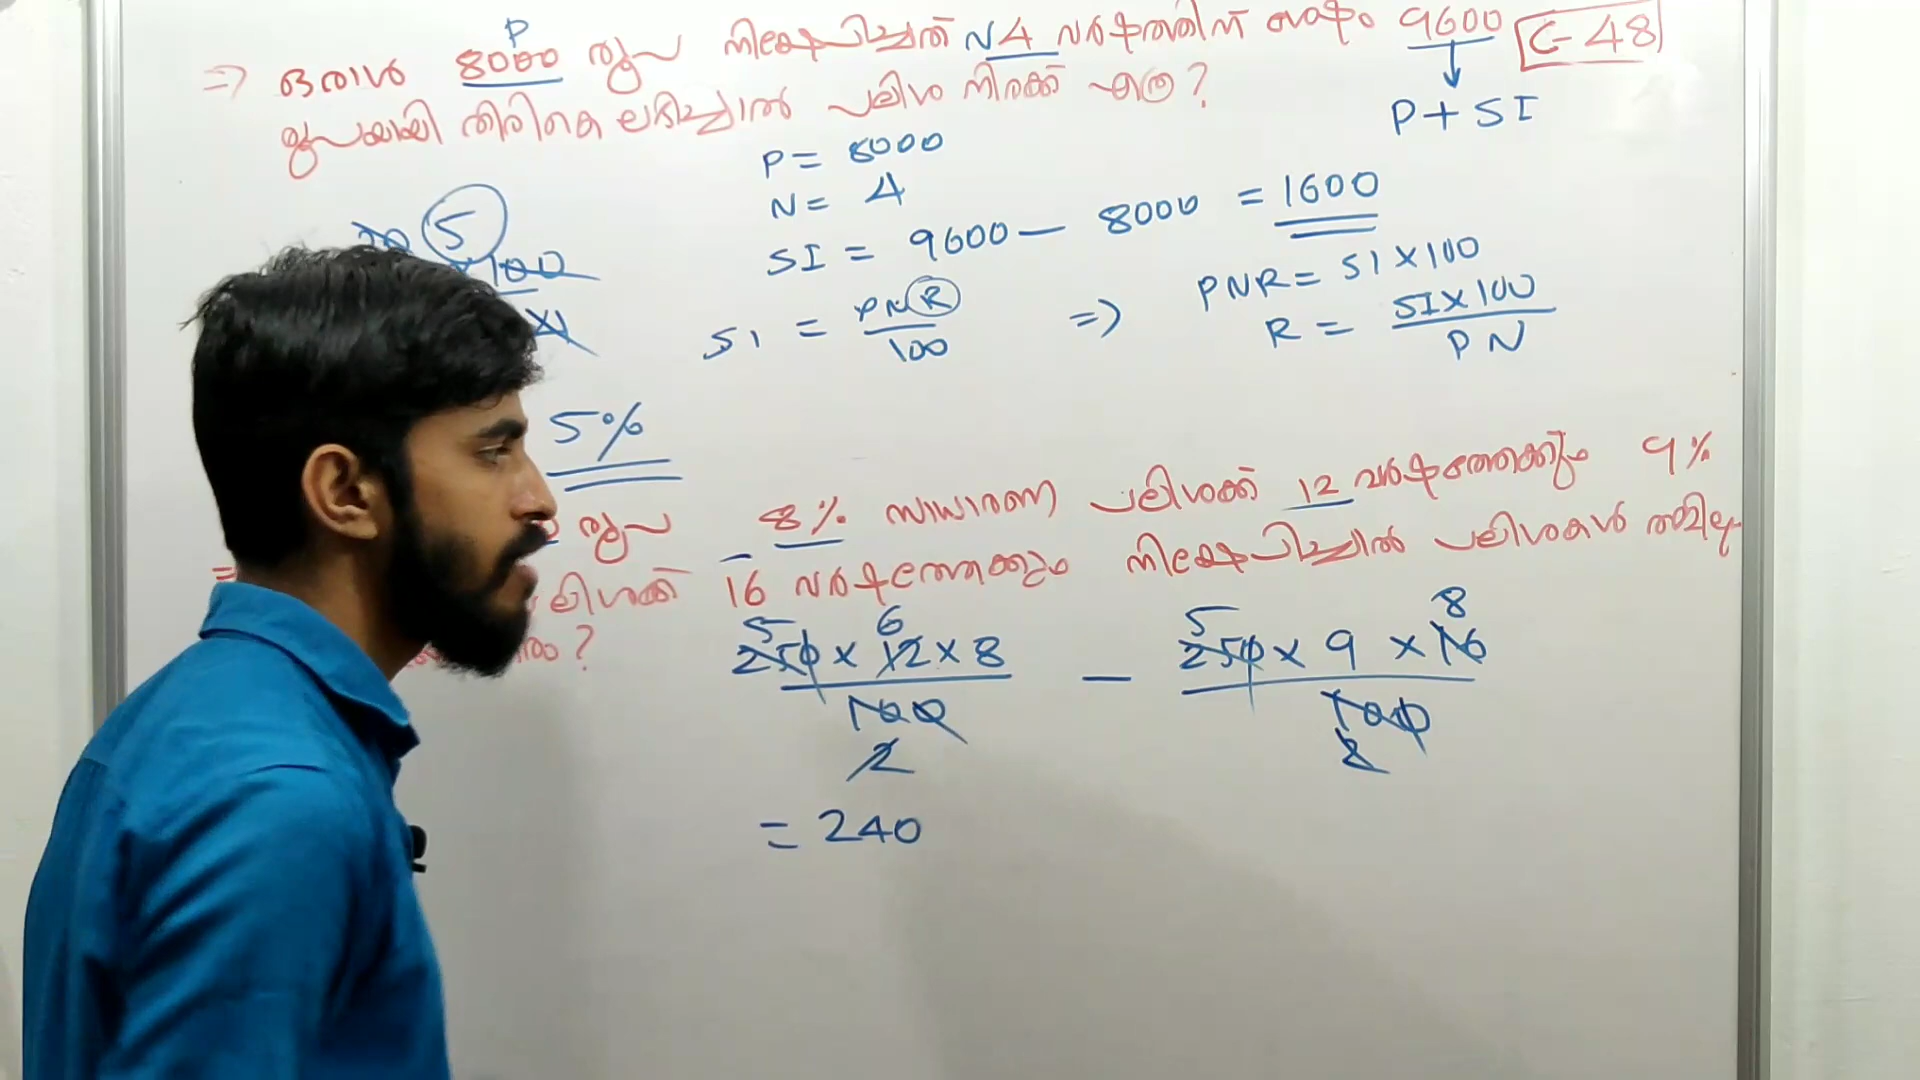 P
⇒ ഒരാൾ 8000 രൂപ നിക്ഷേപിച്ചത് N 4 വർഷത്തിന് ശേഷം 9600 C-48
രൂപയായി തിരികെ ലഭിച്ചാൽ പലിശ നിരക്ക് എത്ര?
P + SI
P = 8000
N = 4
SI = 9600 — 8000 = 1600
20 5
100
SI = PNR/100 ⇒ PNR = SI × 100
R = SI × 100 / PN
5%
രൂപ 8% സാധാരണ പലിശക്ക് 12 വർഷത്തേക്കും 9%
16 വർഷത്തേക്കും നിക്ഷേപിച്ചാൽ പലിശകൾ തമ്മിലു
?
5 6 5 8
250 × 12 × 8 / 100 — 250 × 9 × 16 / 100
2 2
= 240